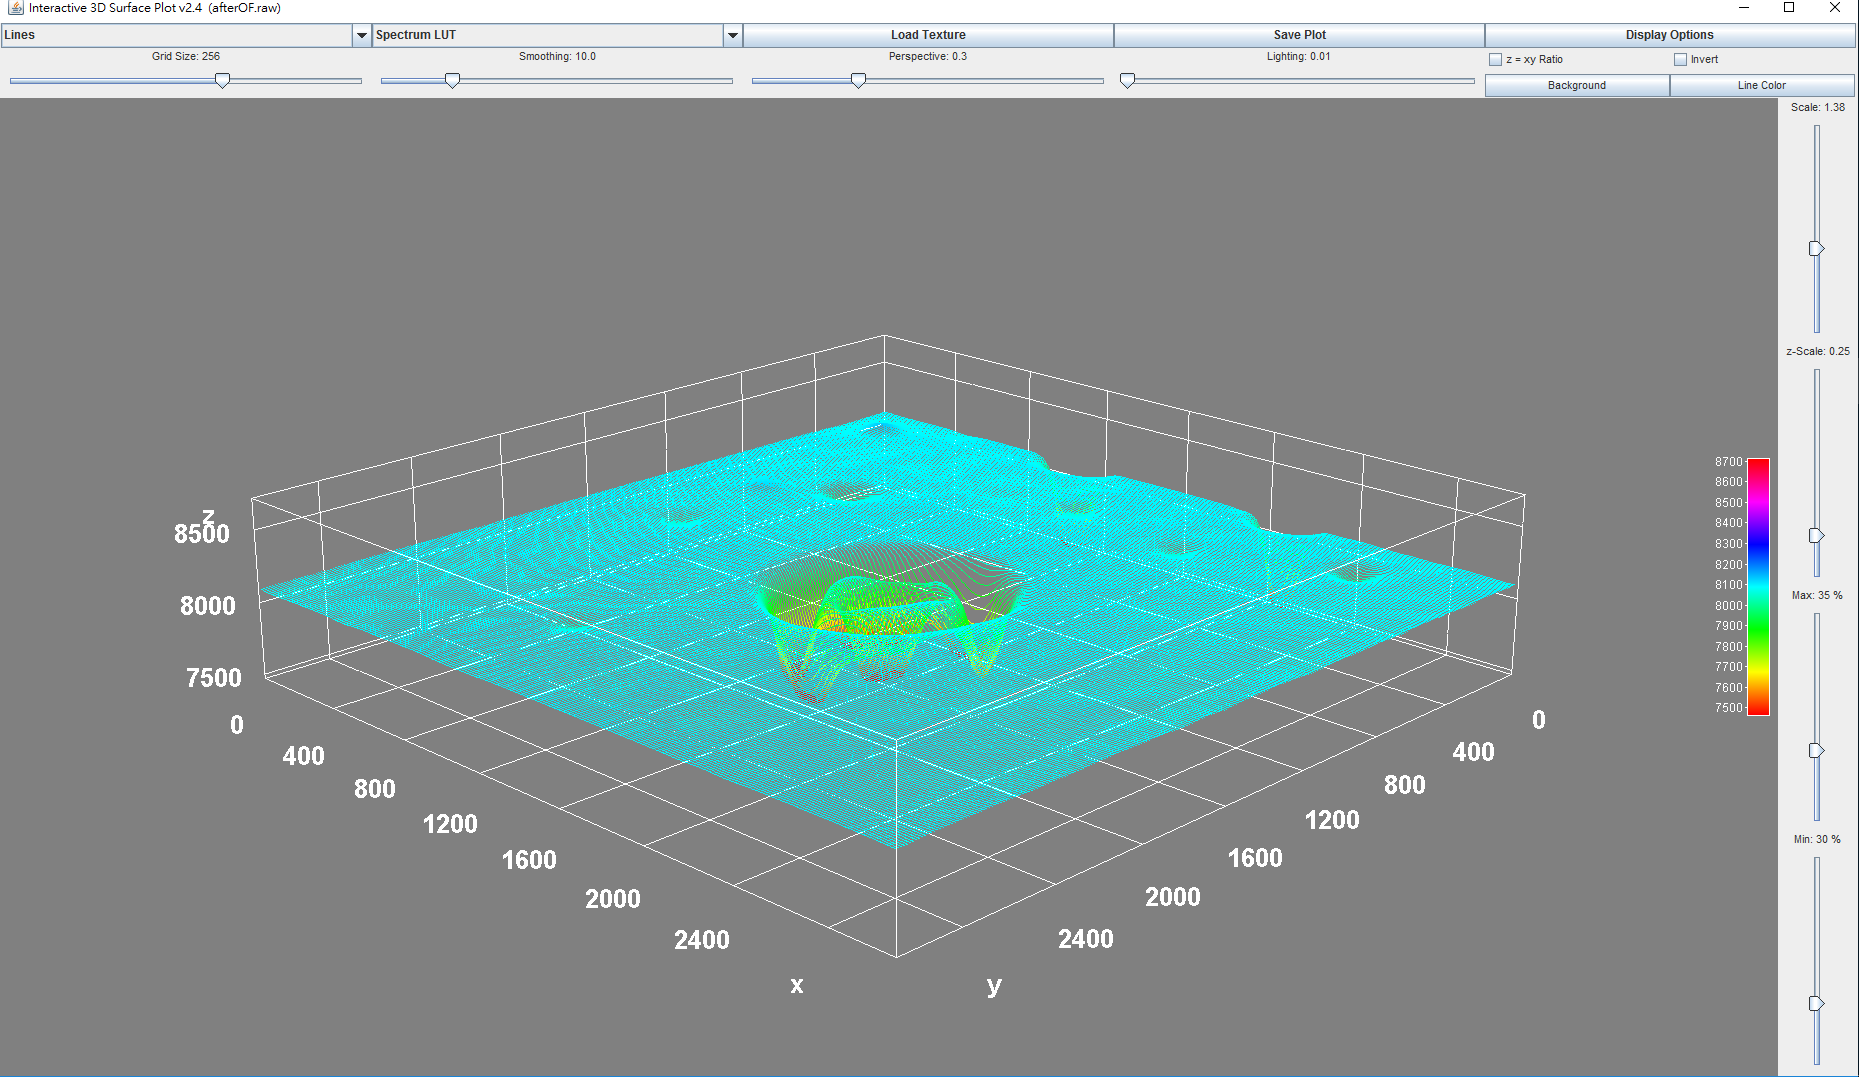 Interactive 3D Surface Plot v2.4 (afterOF.raw)
Lines
Spectrum LUT
Load Texture
Save Plot
Display Options
Grid Size: 256
Smoothing: 10.0
Perspective: 0.3
Lighting: 0.01
z = xy Ratio
Invert
Background
Line Color
Scale: 1.38
z-Scale: 0.25
Max: 35 %
Min: 30 %
z
8500
8000
7500
0
400
800
1200
1600
2000
2400
x
y
2400
2000
1600
1200
800
400
0
8700
8600
8500
8400
8300
8200
8100
8000
7900
7800
7700
7600
7500